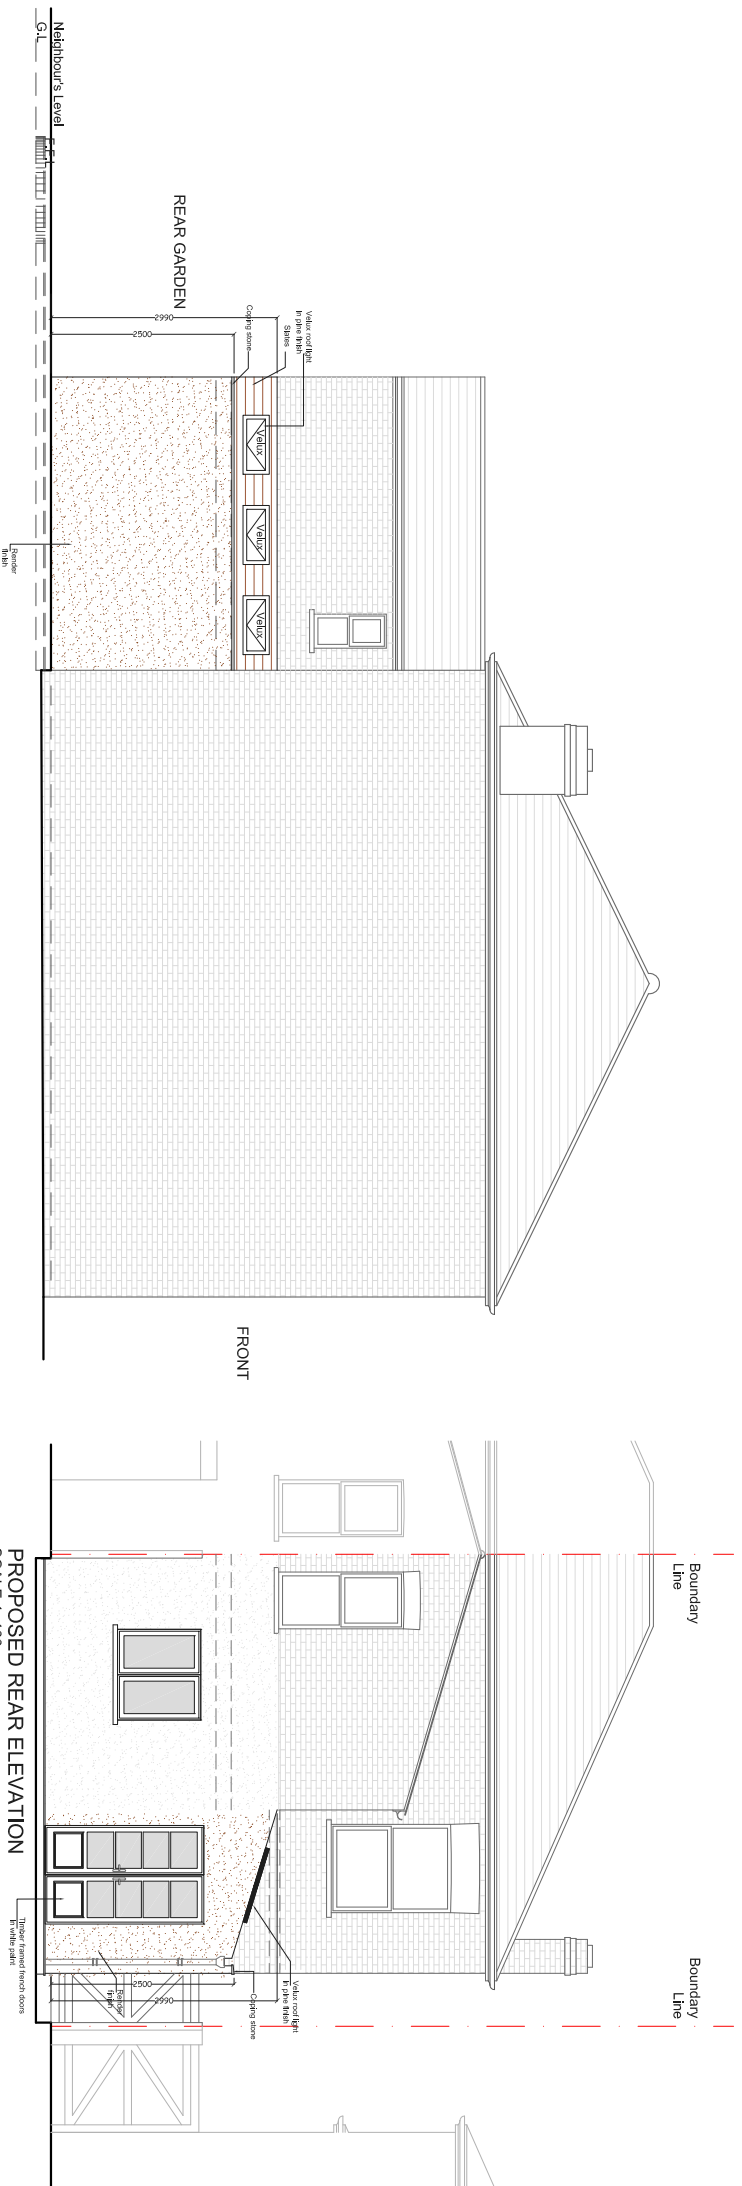 Neighbour's Level
G.L
F.F.L
REAR GARDEN
2990
2500
Coping stone
Slates
Velux roof light
in pine finish
Velux
Velux
Velux
Render
finish
FRONT
Boundary
Line
Boundary
Line
PROPOSED REAR ELEVATION
Timber framed french doors
in white paint
Render
finish
2500
2990
Coping stone
Velux roof light
in pine finish